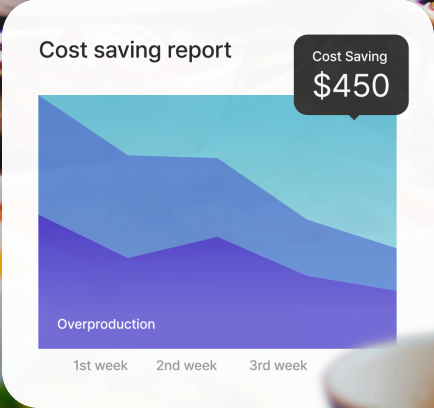 Cost saving report
Cost Saving
$450
Overproduction
1st week
2nd week
3rd week